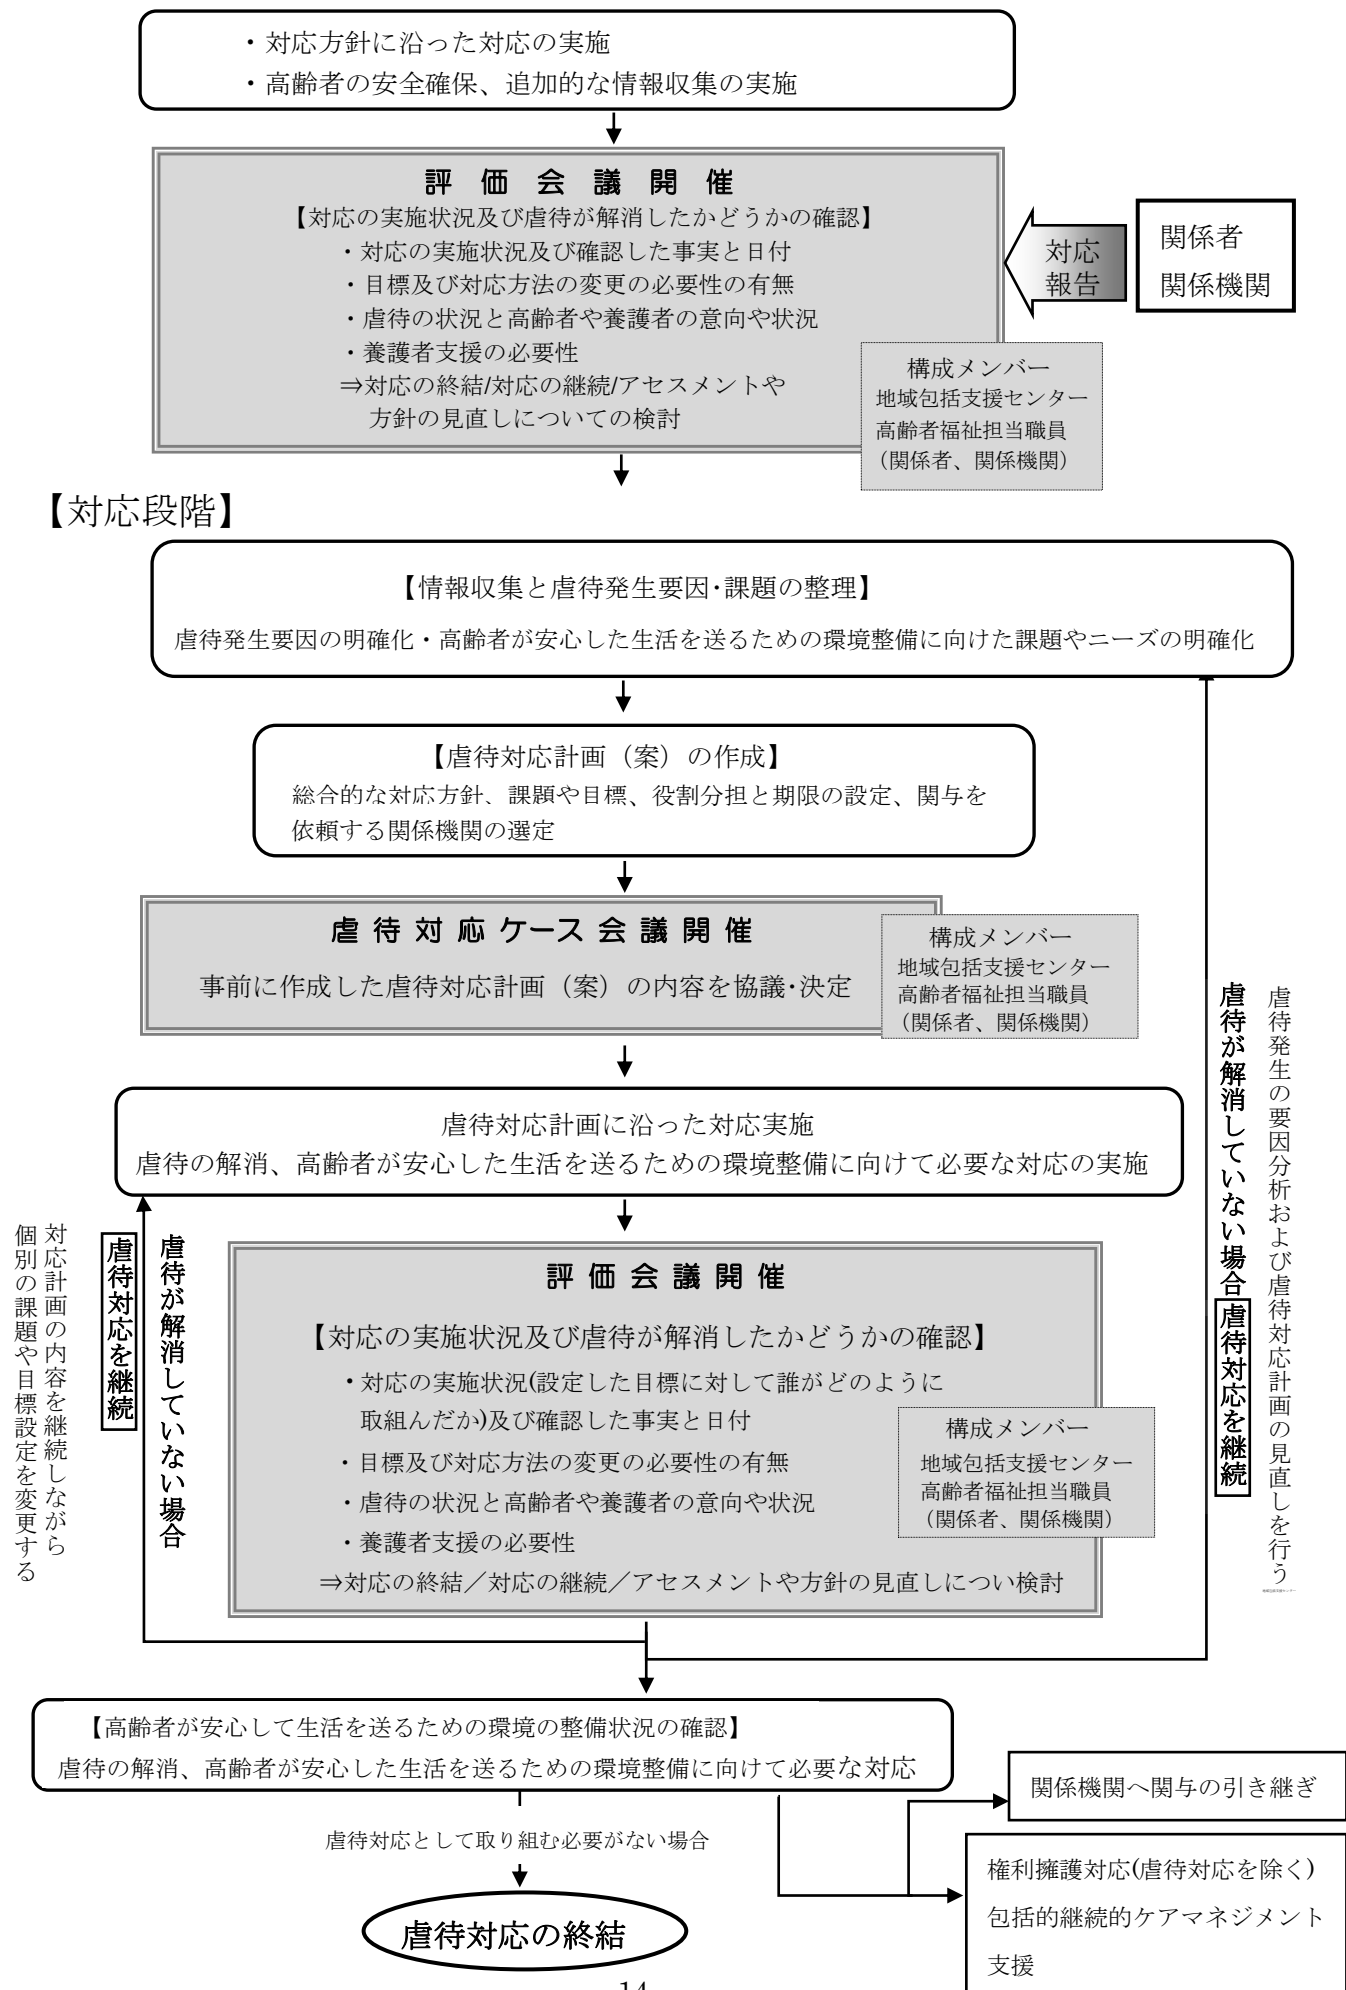 ・対応方針に沿った対応の実施
・高齢者の安全確保、追加的な情報収集の実施
評価会議開催
【対応の実施状況及び虐待が解消したかどうかの確認】
・対応の実施状況及び確認した事実と日付
・目標及び対応方法の変更の必要性の有無
・虐待の状況と高齢者や養護者の意向や状況
・養護者支援の必要性
⇒対応の終結/対応の継続/アセスメントや
方針の見直しについての検討
対応
報告
関係者
関係機関
構成メンバー
地域包括支援センター
高齢者福祉担当職員
（関係者、関係機関）
【対応段階】
【情報収集と虐待発生要因･課題の整理】
虐待発生要因の明確化・高齢者が安心した生活を送るための環境整備に向けた課題やニーズの明確化
【虐待対応計画（案）の作成】
総合的な対応方針、課題や目標、役割分担と期限の設定、関与を
依頼する関係機関の選定
虐待対応ケース会議開催
事前に作成した虐待対応計画（案）の内容を協議･決定
構成メンバー
地域包括支援センター
高齢者福祉担当職員
（関係者、関係機関）
虐待対応計画に沿った対応実施
虐待の解消、高齢者が安心した生活を送るための環境整備に向けて必要な対応の実施
虐待発生の要因分析および虐待対応計画の見直しを行う
虐待が解消していない場合
虐待対応を継続
虐待が解消していない場合
虐待対応を継続
対応計画の内容を継続しながら
個別の課題や目標設定を変更する
評価会議開催
【対応の実施状況及び虐待が解消したかどうかの確認】
・対応の実施状況(設定した目標に対して誰がどのように
取組んだか)及び確認した事実と日付
・目標及び対応方法の変更の必要性の有無
・虐待の状況と高齢者や養護者の意向や状況
・養護者支援の必要性
⇒対応の終結／対応の継続／アセスメントや方針の見直しについ検討
構成メンバー
地域包括支援センター
高齢者福祉担当職員
（関係者、関係機関）
【高齢者が安心して生活を送るための環境の整備状況の確認】
虐待の解消、高齢者が安心した生活を送るための環境整備に向けて必要な対応
虐待対応として取り組む必要がない場合
虐待対応の終結
関係機関へ関与の引き継ぎ
権利擁護対応(虐待対応を除く)
包括的継続的ケアマネジメント
支援
14